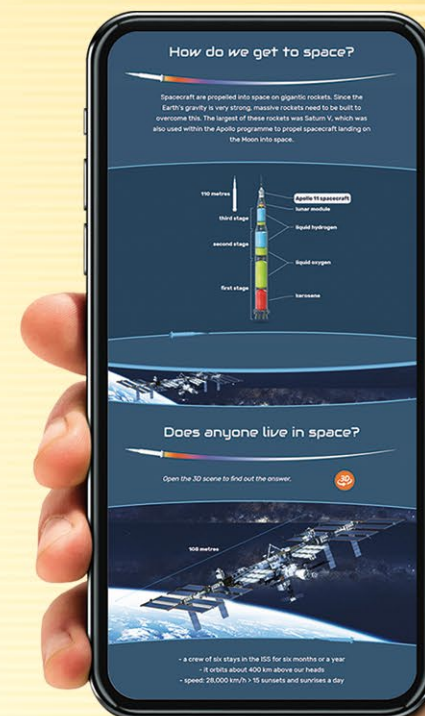 How do we get to space?
Spacecraft are propelled into space on gigantic rockets. Since the
Earth's gravity is very strong, massive rockets need to be built to
overcome this. The largest of these rockets was Saturn V, which was
also used within the Apollo programme to propel spacecraft landing on
the Moon into space.
110 metres
Apollo 11 spacecraft
lunar module
third stage
liquid hydrogen
second stage
liquid oxygen
first stage
kerosene
Does anyone live in space?
Open the 3D scene to find out the answer.
3D
100 metres
- a crew of six stays in the ISS for six months or a year
- it orbits about 400 km above our heads
- speed: 28,000 km/h > 15 sunsets and sunrises a day